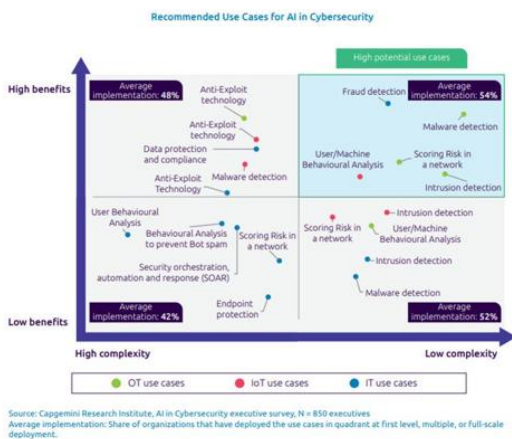 Recommended Use Cases for AI in Cybersecurity
High potential use cases
High benefits
Average
implementation: 48%
Anti-Exploit
technology
Anti-Exploit
technology
Data protection
and compliance
Malware detection
Anti-Exploit
Technology
Fraud detection
Average
implementation: 54%
Malware detection
User/Machine
Behavioural Analysis
Scoring Risk in
a network
Intrusion detection
User Behavioural
Analysis
Behavioural Analysis
to prevent Bot spam
Scoring Risk in
a network
Security orchestration,
automation and response (SOAR)
Endpoint
protection
Average
implementation: 42%
Scoring Risk in
a network
Intrusion detection
User/Machine
Behavioural Analysis
Intrusion detection
Malware detection
Average
implementation: 52%
Low benefits
High complexity
Low complexity
OT use cases
IoT use cases
IT use cases
Source: Capgemini Research Institute, AI in Cybersecurity executive survey, N = 850 executives
Average implementation: Share of organizations that have deployed the use cases in quadrant at first level, multiple, or full-scale
deployment.